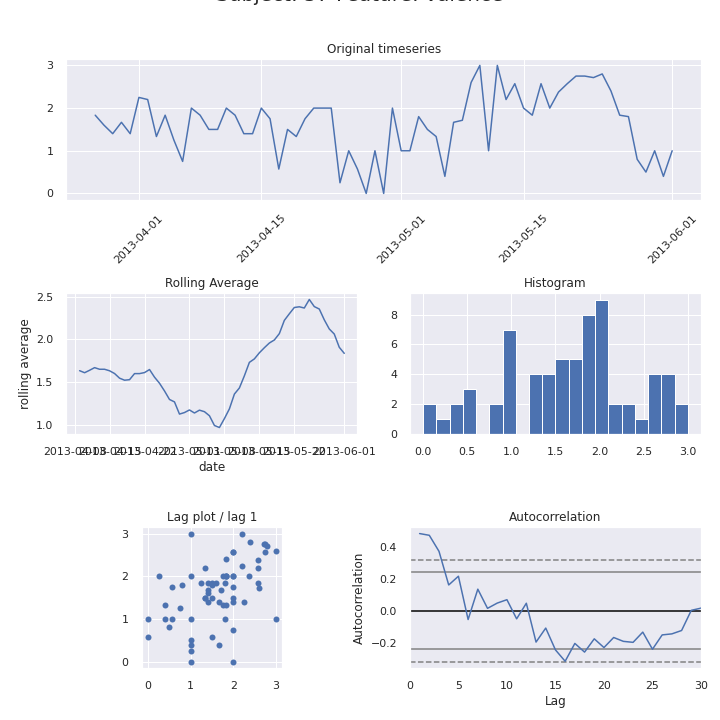 Original timeseries
3
2
1
0
2013-04-01
2013-04-15
2013-05-01
2013-05-15
2013-06-01
Rolling Average
Histogram
2.5
2.0
1.5
1.0
rolling average
2013-06-01
date
8
6
4
2
0
0.0 0.5 1.0 1.5 2.0 2.5 3.0
Lag plot / lag 1
Autocorrelation
3
2
1
0
0 1 2 3
Autocorrelation
0.4
0.2
0.0
−0.2
0 5 10 15 20 25 30
Lag